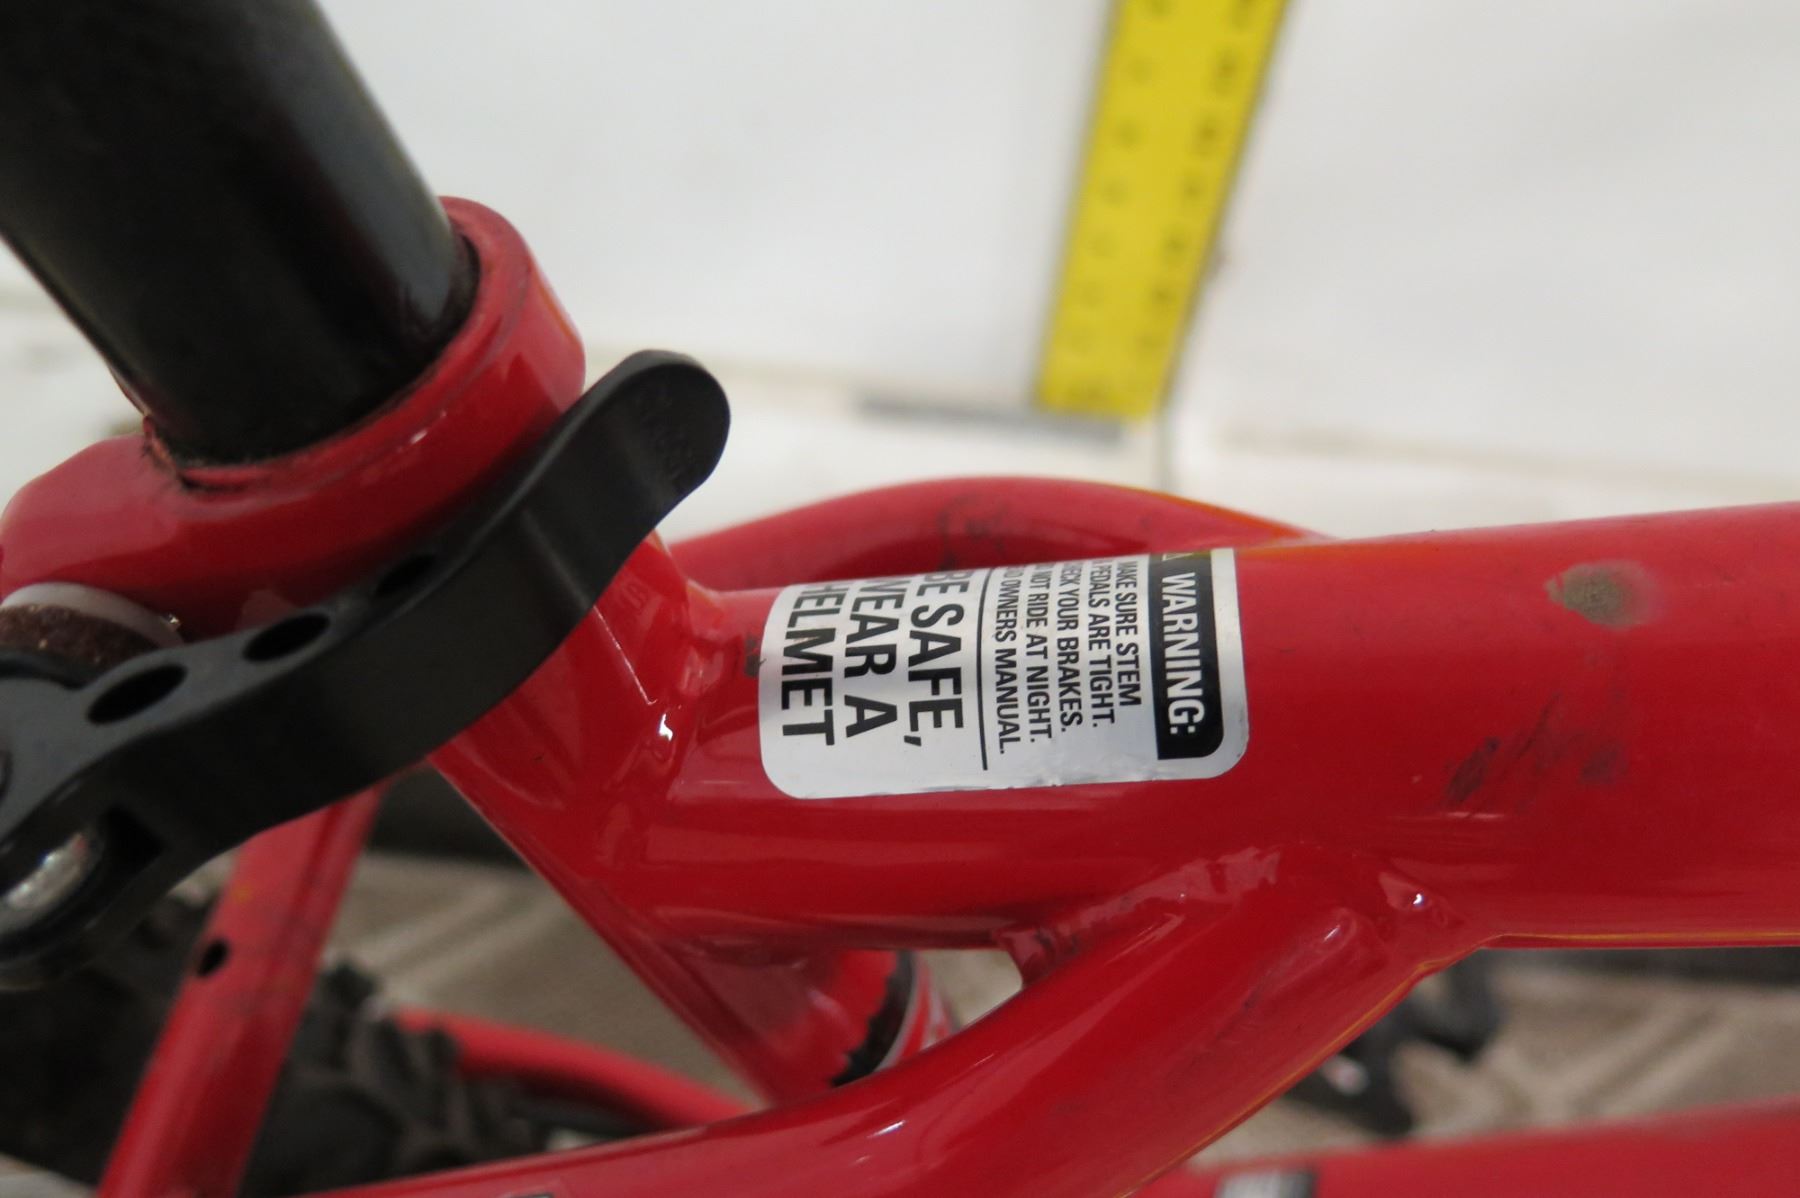 WARNING:
MAKE SURE STEM
PEDALS ARE TIGHT.
CHECK YOUR BRAKES.
NOT RIDE AT NIGHT.
OWNERS MANUAL.
BE SAFE,
WEAR A
HELMET